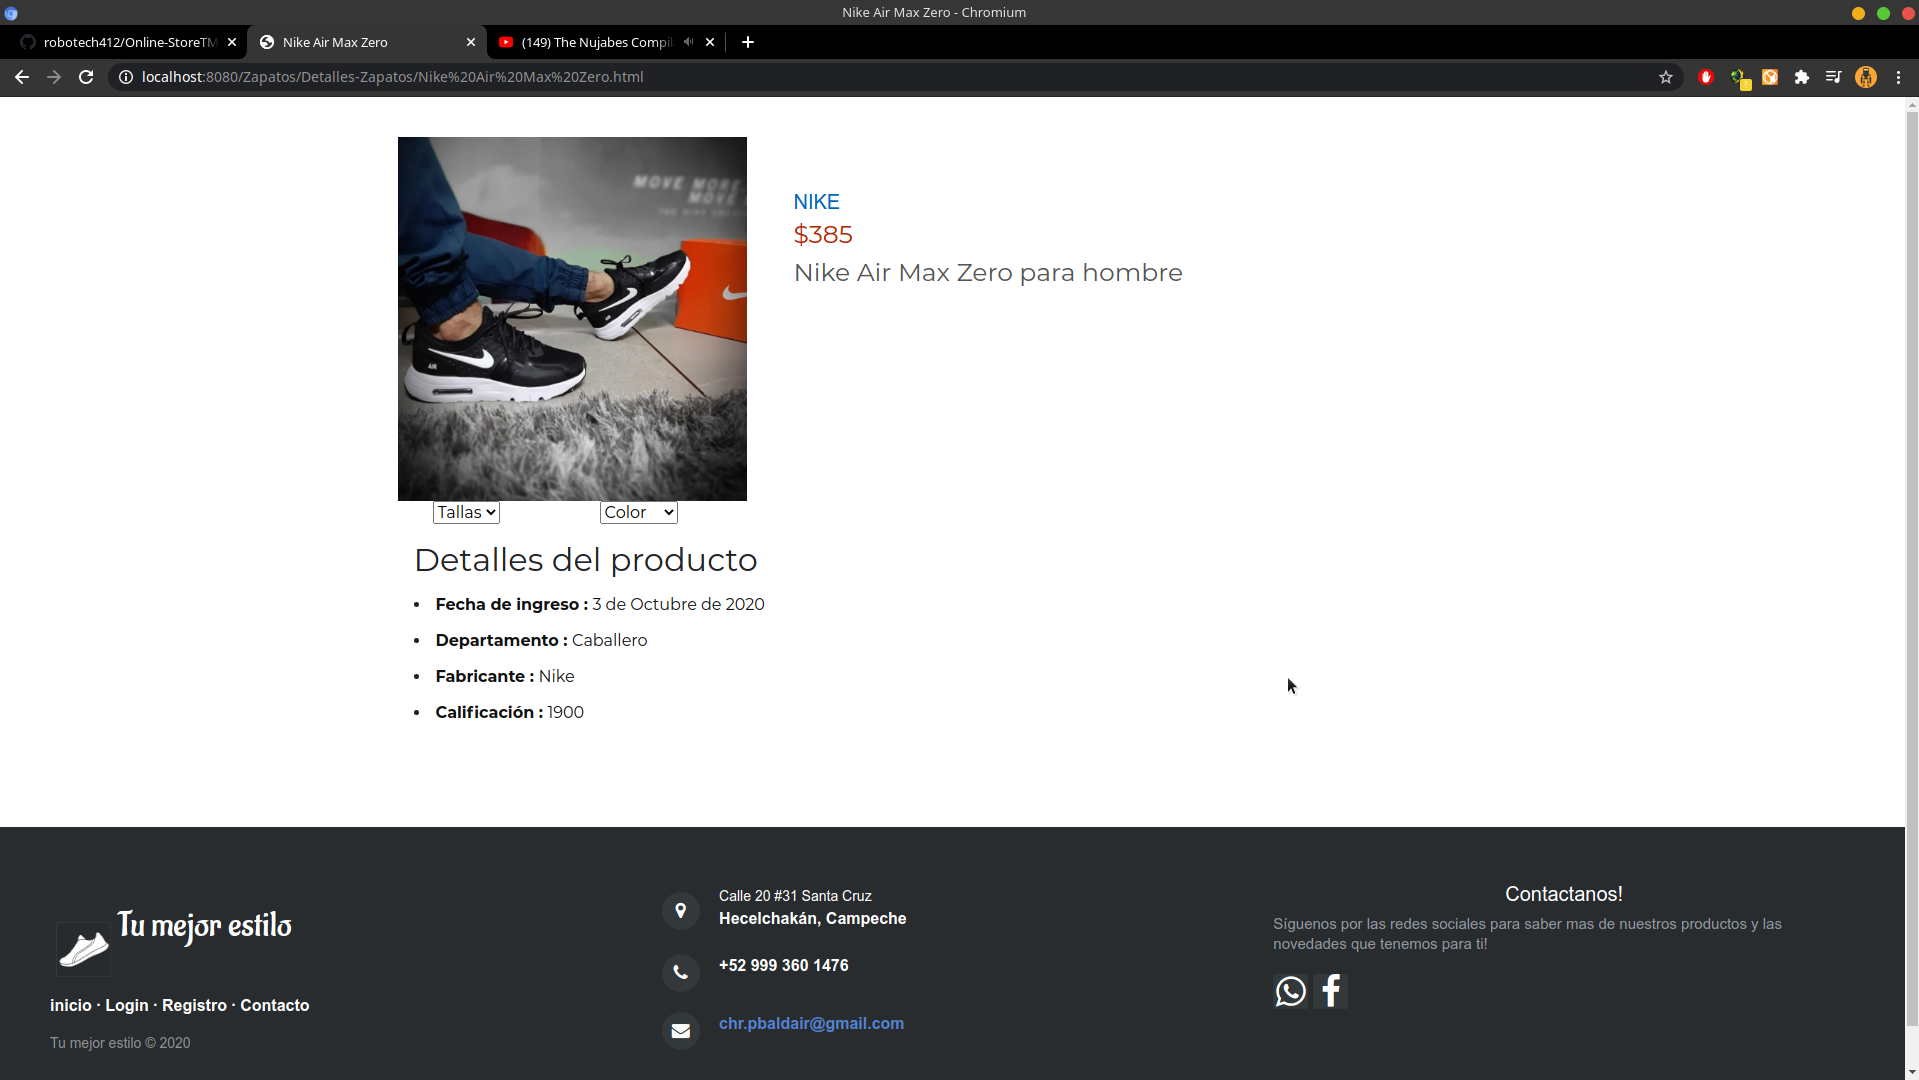 Nike Air Max Zero - Chromium
robotech412/Online-StoreTM
Nike Air Max Zero
(149) The Nujabes Compil
localhost:8080/Zapatos/Detalles-Zapatos/Nike%20Air%20Max%20Zero.html
MOVE MORE
MOVE
NIKE
$385
Nike Air Max Zero para hombre
AIR
AIR
Tallas
Color
Detalles del producto
• Fecha de ingreso : 3 de Octubre de 2020
• Departamento : Caballero
• Fabricante : Nike
• Calificación : 1900
Tu mejor estilo
inicio · Login · Registro · Contacto
Tu mejor estilo © 2020
Calle 20 #31 Santa Cruz
Hecelchakán, Campeche
+52 999 360 1476
chr.pbaldair@gmail.com
Contactanos!
Síguenos por las redes sociales para saber mas de nuestros productos y las
novedades que tenemos para ti!